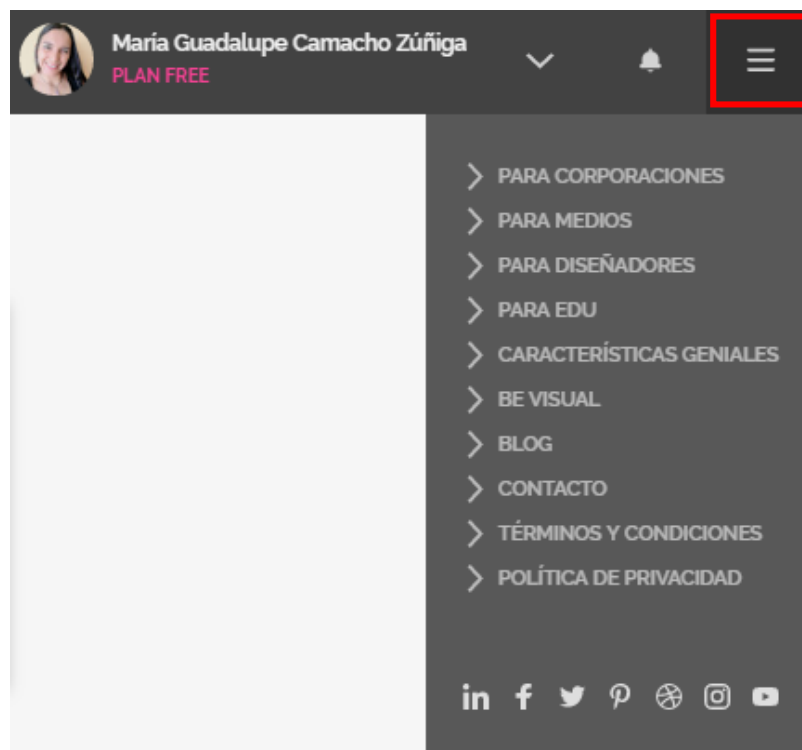 María Guadalupe Camacho Zúñiga
PLAN FREE
PARA CORPORACIONES
PARA MEDIOS
PARA DISEÑADORES
PARA EDU
CARACTERÍSTICAS GENIALES
BE VISUAL
BLOG
CONTACTO
TÉRMINOS Y CONDICIONES
POLÍTICA DE PRIVACIDAD